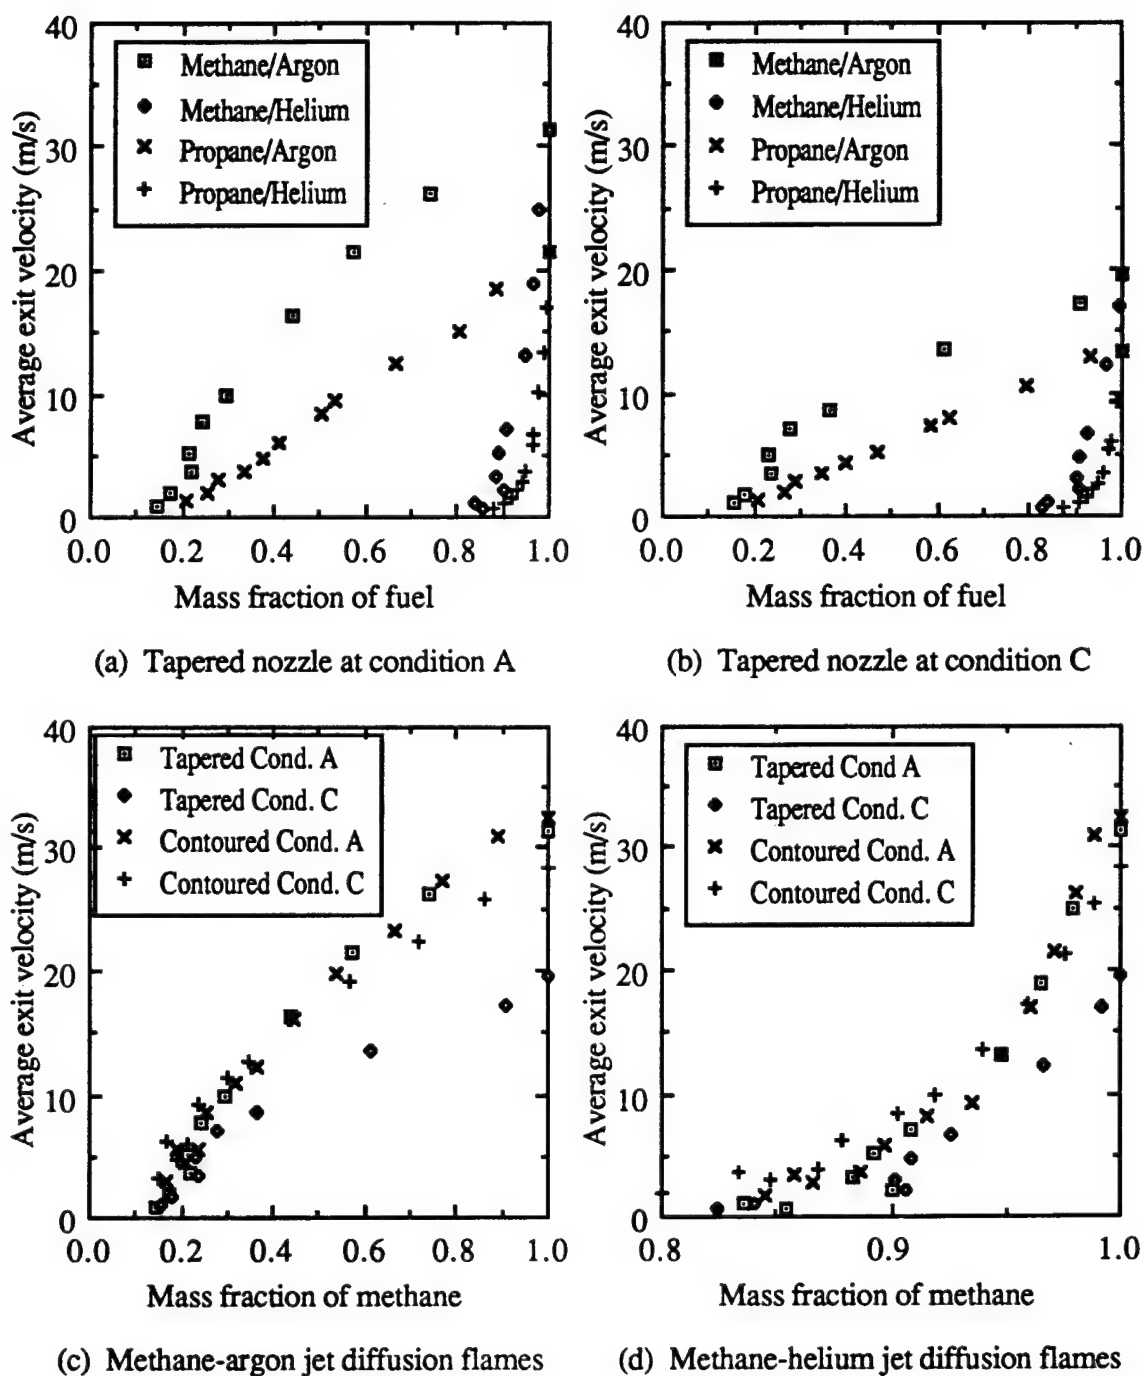 40
30
20
10
0
Average exit velocity (m/s)
Methane/Argon
Methane/Helium
Propane/Argon
Propane/Helium
0.0 0.2 0.4 0.6 0.8 1.0
Mass fraction of fuel
(a) Tapered nozzle at condition A
40
30
20
10
0
Average exit velocity (m/s)
Methane/Argon
Methane/Helium
Propane/Argon
Propane/Helium
0.0 0.2 0.4 0.6 0.8 1.0
Mass fraction of fuel
(b) Tapered nozzle at condition C
40
30
20
10
0
Average exit velocity (m/s)
Tapered Cond. A
Tapered Cond. C
Contoured Cond. A
Contoured Cond. C
0.0 0.2 0.4 0.6 0.8 1.0
Mass fraction of methane
(c) Methane-argon jet diffusion flames
40
30
20
10
0
Average exit velocity (m/s)
Tapered Cond A
Tapered Cond. C
Contoured Cond. A
Contoured Cond. C
0.8 0.9 1.0
Mass fraction of methane
(d) Methane-helium jet diffusion flames